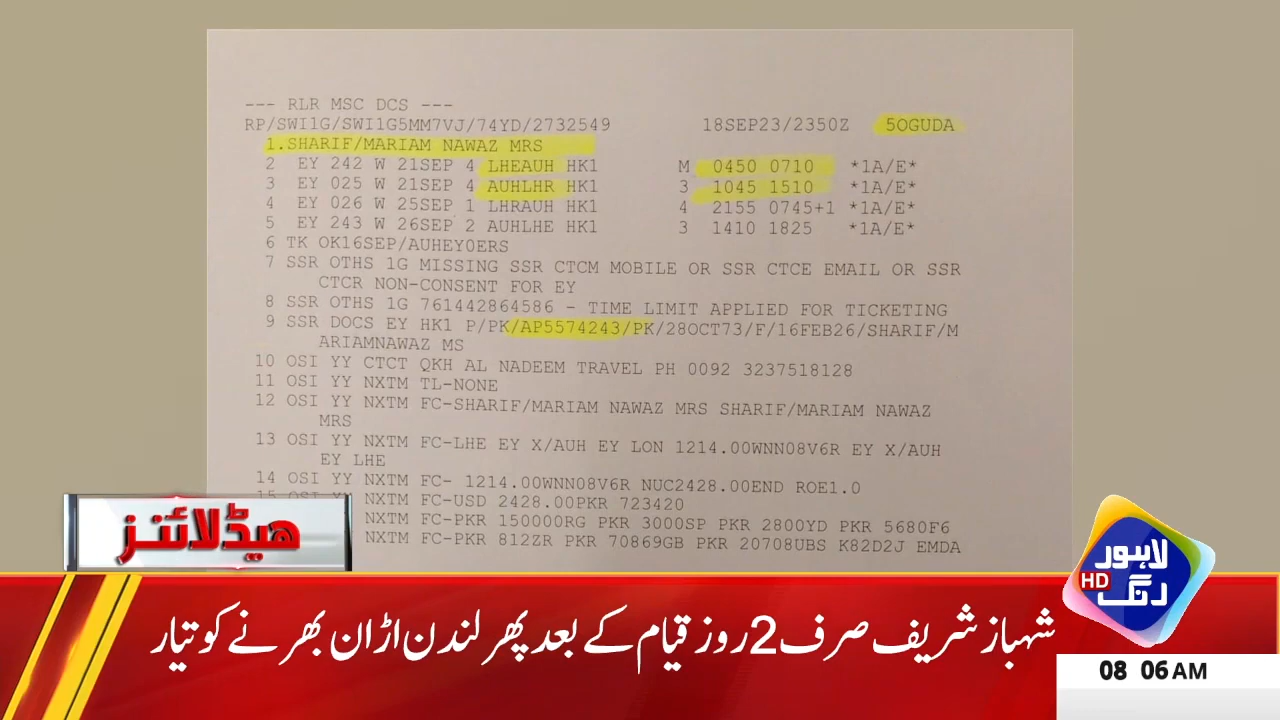 --- RLR MSC DCS ---
RP/SWI1G/SWI1G5MM7VJ/74YD/2732549 18SEP23/2350Z 5OGUDA
1.SHARIF/MARIAM NAWAZ MRS
2 EY 242 W 21SEP 4 LHEAUH HK1 M 0450 0710 *1A/E*
3 EY 025 W 21SEP 4 AUHLHR HK1 3 1045 1510 *1A/E*
4 EY 026 W 25SEP 1 LHRAUH HK1 4 2155 0745+1 *1A/E*
5 EY 243 W 26SEP 2 AUHLHE HK1 3 1410 1825 *1A/E*
6 TK OK16SEP/AUHEY0ERS
7 SSR OTHS 1G MISSING SSR CTCM MOBILE OR SSR CTCE EMAIL OR SSR
CTCR NON-CONSENT FOR EY
8 SSR OTHS 1G 761442864586 - TIME LIMIT APPLIED FOR TICKETING
9 SSR DOCS EY HK1 P/PK/AP5574243/PK/28OCT73/F/16FEB26/SHARIF/M
ARIAMNAWAZ MS
10 OSI YY CTCT QKH AL NADEEM TRAVEL PH 0092 3237518128
11 OSI YY NXTM TL-NONE
12 OSI YY NXTM FC-SHARIF/MARIAM NAWAZ MRS SHARIF/MARIAM NAWAZ
MRS
13 OSI YY NXTM FC-LHE EY X/AUH EY LON 1214.00WNN08V6R EY X/AUH
EY LHE
14 OSI YY NXTM FC- 1214.00WNN08V6R NUC2428.00END ROE1.0
15 OSI YY NXTM FC-USD 2428.00PKR 723420
NXTM FC-PKR 150000RG PKR 3000SP PKR 2800YD PKR 5680F6
NXTM FC-PKR 812ZR PKR 70869GB PKR 20708UBS K82D2J EMDA
ہیڈلائنز
لاہور
رنگ HD
شہباز شریف صرف 2 روز قیام کے بعد پھر لندن اڑان بھرنے کو تیار
08 06 AM